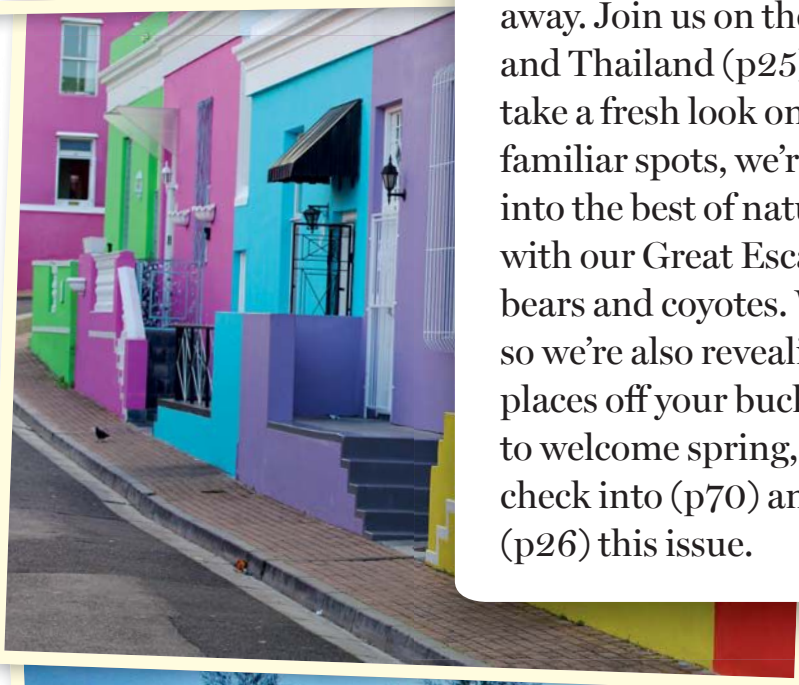 away. Join us on the
and Thailand (p25
take a fresh look on
familiar spots, we're
into the best of natu
with our Great Esca
bears and coyotes.
so we're also reveali
places off your buck
to welcome spring,
check into (p70) an
(p26) this issue.